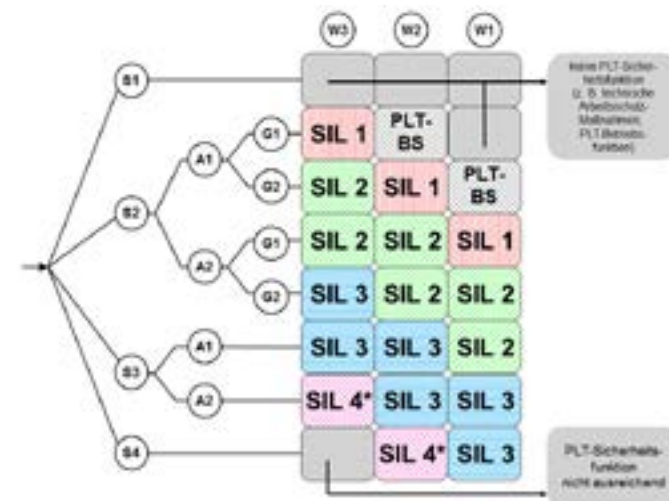 W3 W2 W1
S1
keine PLT-Sicher-
heitsfunktion
(z. B. technische
Arbeitsschutz-
Maßnahmen,
PLT-Betriebs-
funktion)
G1 SIL 1 PLT-
BS
A1
G2 SIL 2 SIL 1 PLT-
BS
S2
G1 SIL 2 SIL 2 SIL 1
A2
G2 SIL 3 SIL 2 SIL 2
A1 SIL 3 SIL 3 SIL 2
S3
A2 SIL 4* SIL 3 SIL 3
S4 SIL 4* SIL 3
PLT-Sicherheits-
funktion
nicht ausreichend